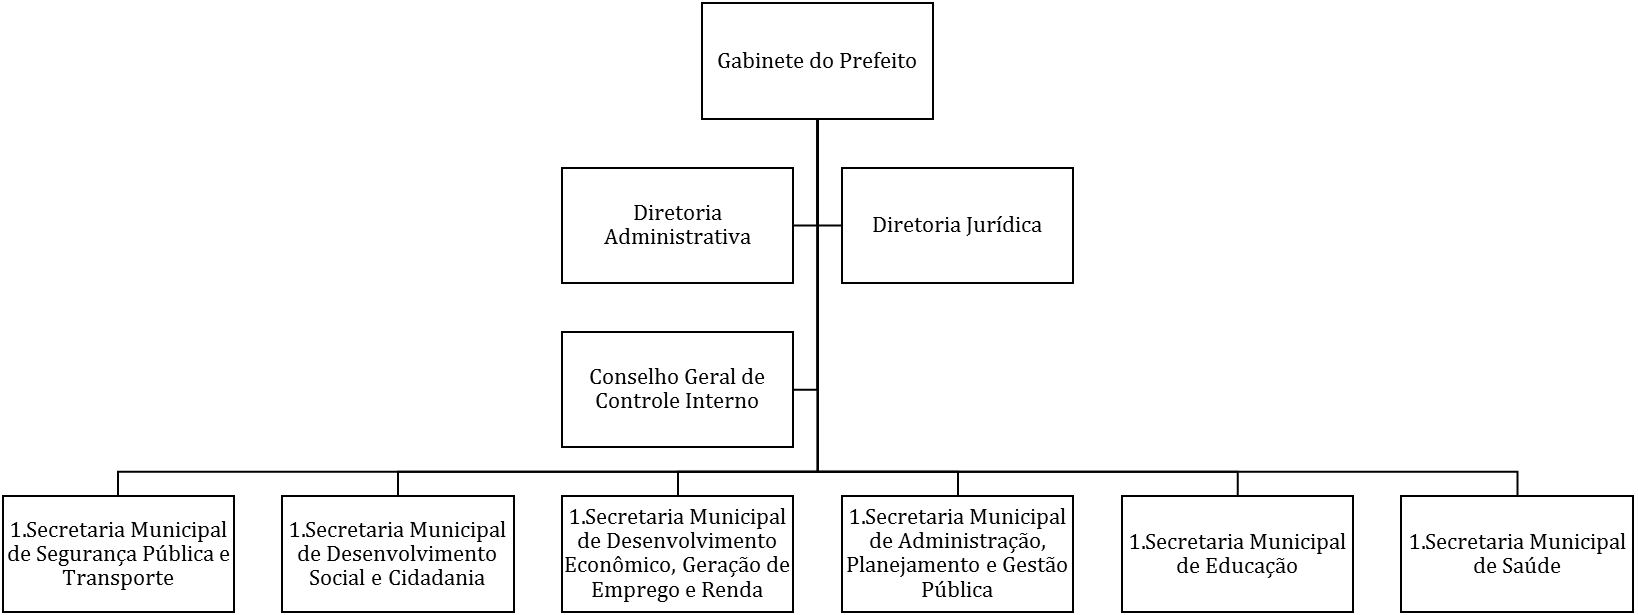 Gabinete do Prefeito
Diretoria
Administrativa
Diretoria Jurídica
Conselho Geral de
Controle Interno
1.Secretaria Municipal
de Segurança Pública e
Transporte
1.Secretaria Municipal
de Desenvolvimento
Social e Cidadania
1.Secretaria Municipal
de Desenvolvimento
Econômico, Geração de
Emprego e Renda
1.Secretaria Municipal
de Administração,
Planejamento e Gestão
Pública
1.Secretaria Municipal
de Educação
1.Secretaria Municipal
de Saúde